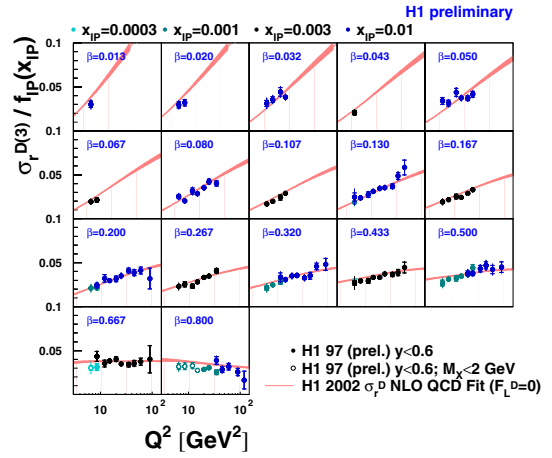 H1 preliminary
x_IP=0.0003 x_IP=0.001 x_IP=0.003 x_IP=0.01
σ_r^D(3) / f_IP(x_IP)
β=0.013 β=0.020 β=0.032 β=0.043 β=0.050
0.05
0.1
β=0.067 β=0.080 β=0.107 β=0.130 β=0.167
0.05
0.1
β=0.200 β=0.267 β=0.320 β=0.433 β=0.500
0.05
0.1
β=0.667 β=0.800
0.05
H1 97 (prel.) y<0.6
H1 97 (prel.) y<0.6; M_X<2 GeV
H1 2002 σ_r^D NLO QCD Fit (F_L^D=0)
10 10^2 10 10^2
Q^2 [GeV^2]